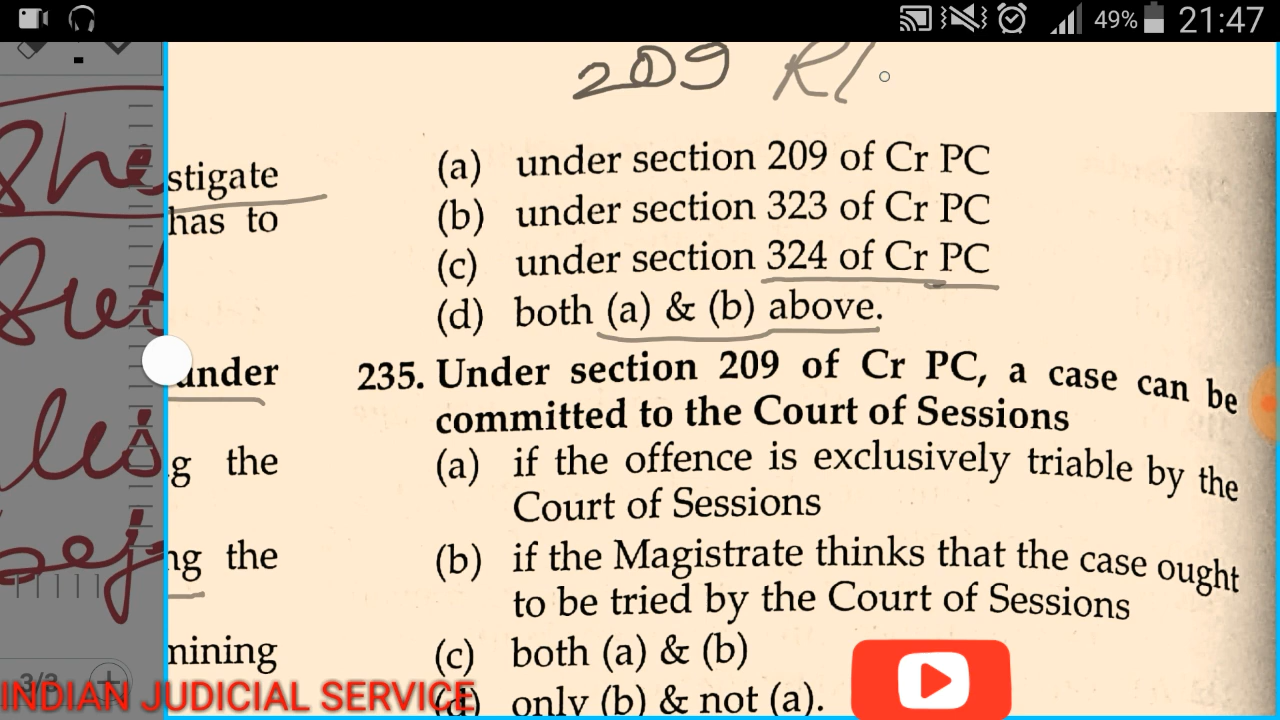 49% 21:47
209
She
stigate
has to
(a) under section 209 of Cr PC
(b) under section 323 of Cr PC
(c) under section 324 of Cr PC
(d) both (a) & (b) above.
under
g the
ng the
mining
235. Under section 209 of Cr PC, a case can be
committed to the Court of Sessions
(a) if the offence is exclusively triable by the
Court of Sessions
(b) if the Magistrate thinks that the case ought
to be tried by the Court of Sessions
(c) both (a) & (b)
(d) only (b) & not (a).
3/3
INDIAN JUDICIAL SERVICE